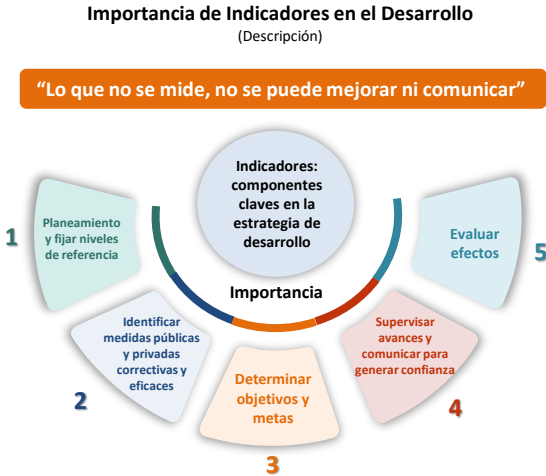 Importancia de Indicadores en el Desarrollo
(Descripción)
“Lo que no se mide, no se puede mejorar ni comunicar”
Indicadores:
componentes
claves en la
estrategia de
desarrollo
Importancia
1
Planeamiento
y fijar niveles
de referencia
2
Identificar
medidas públicas
y privadas
correctivas y
eficaces
3
Determinar
objetivos y
metas
4
Supervisar
avances y
comunicar para
generar confianza
5
Evaluar
efectos